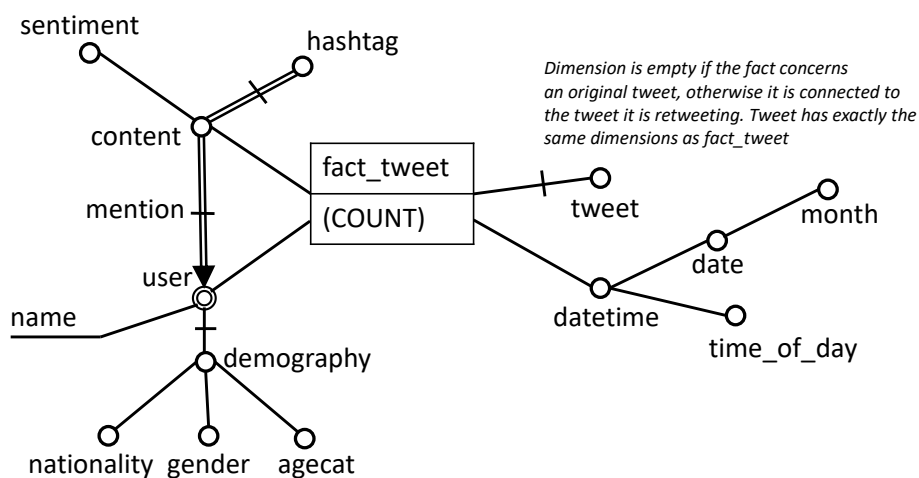 sentiment
hashtag
Dimension is empty if the fact concerns
an original tweet, otherwise it is connected to
the tweet it is retweeting. Tweet has exactly the
same dimensions as fact_tweet
content
fact_tweet
(COUNT)
tweet
mention
month
date
user
name
datetime
time_of_day
demography
nationality
gender
agecat